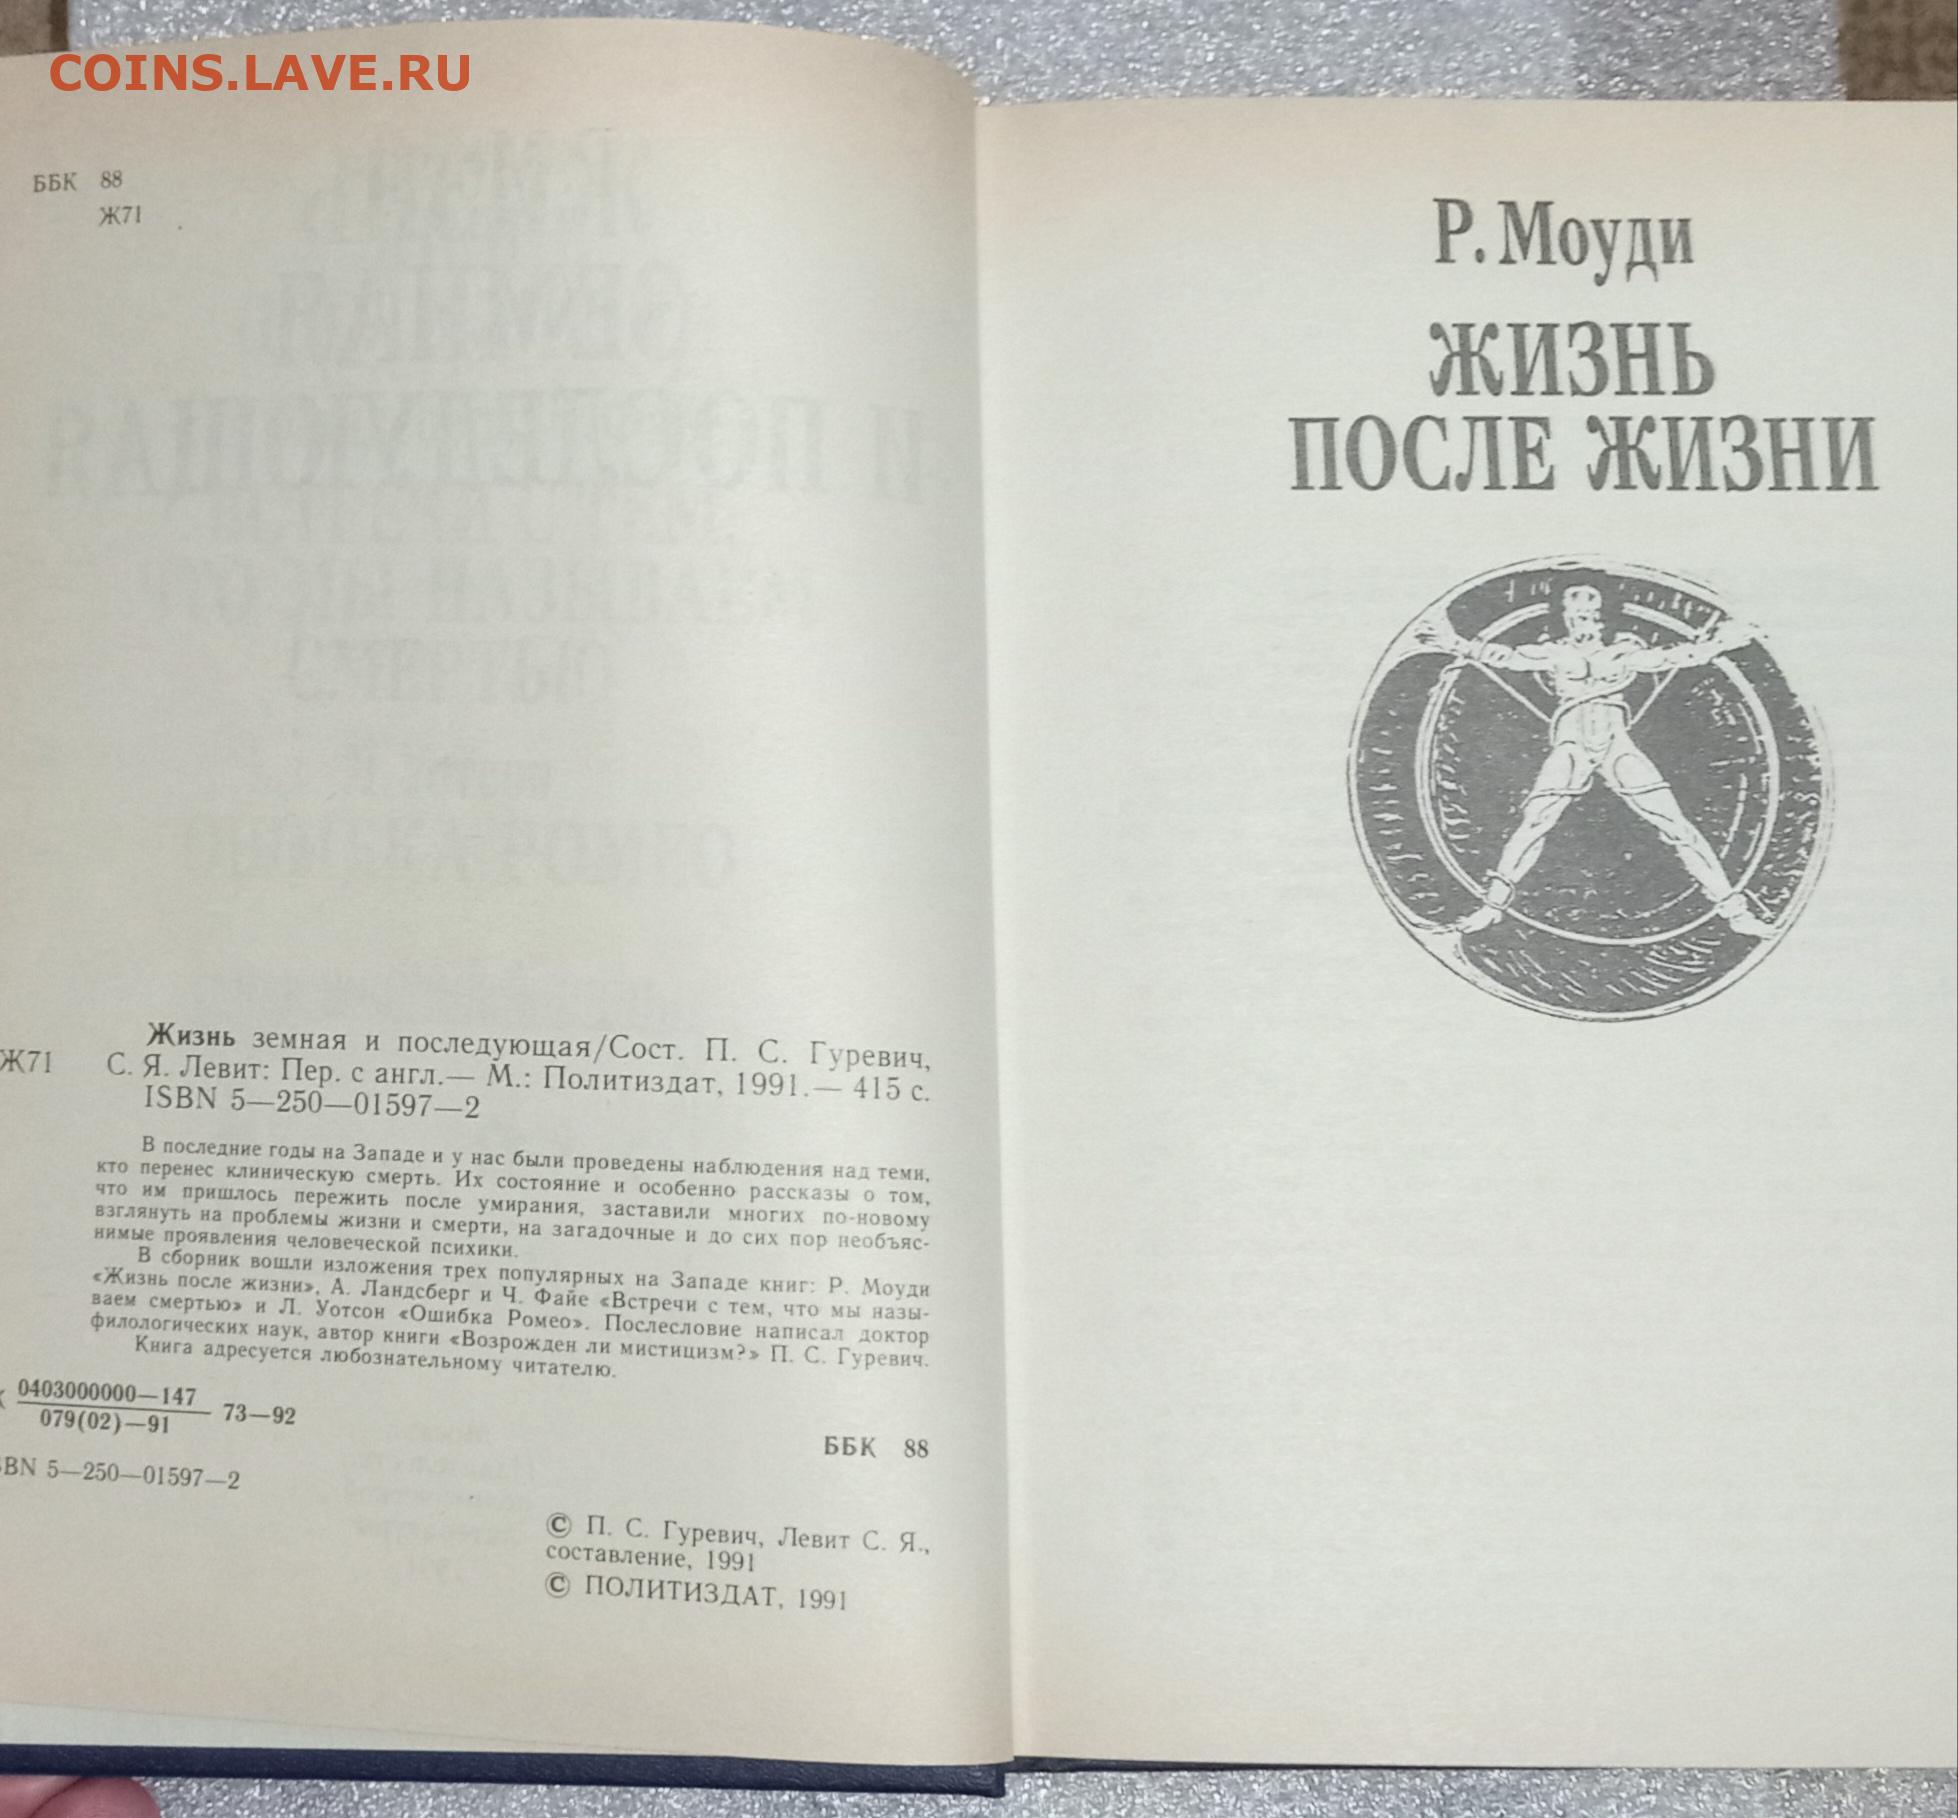 COINS.LAVE.RU
ББК 88
Ж71
Жизнь земная и последующая/Сост. П. С. Гуревич,
Ж71 С. Я. Левит: Пер. с англ.— М.: Политиздат, 1991.— 415 с.
ISBN 5—250—01597—2
В последние годы на Западе и у нас были проведены наблюдения над теми,
кто перенес клиническую смерть. Их состояние и особенно рассказы о том,
что им пришлось пережить после умирания, заставили многих по-новому
взглянуть на проблемы жизни и смерти, на загадочные и до сих пор необъяс-
нимые проявления человеческой психики.
В сборник вошли изложения трех популярных на Западе книг: Р. Моуди
«Жизнь после жизни», А. Ландсберг и Ч. Файе «Встречи с тем, что мы назы-
ваем смертью» и Л. Уотсон «Ошибка Ромео». Послесловие написал доктор
филологических наук, автор книги «Возрожден ли мистицизм?» П. С. Гуревич.
Книга адресуется любознательному читателю.
0403000000—147
079(02)—91
73—92
ББК 88
BN 5—250—01597—2
© П. С. Гуревич, Левит С. Я.,
составление, 1991
© ПОЛИТИЗДАТ, 1991
Р. Моуди
ЖИЗНЬ
ПОСЛЕ ЖИЗНИ